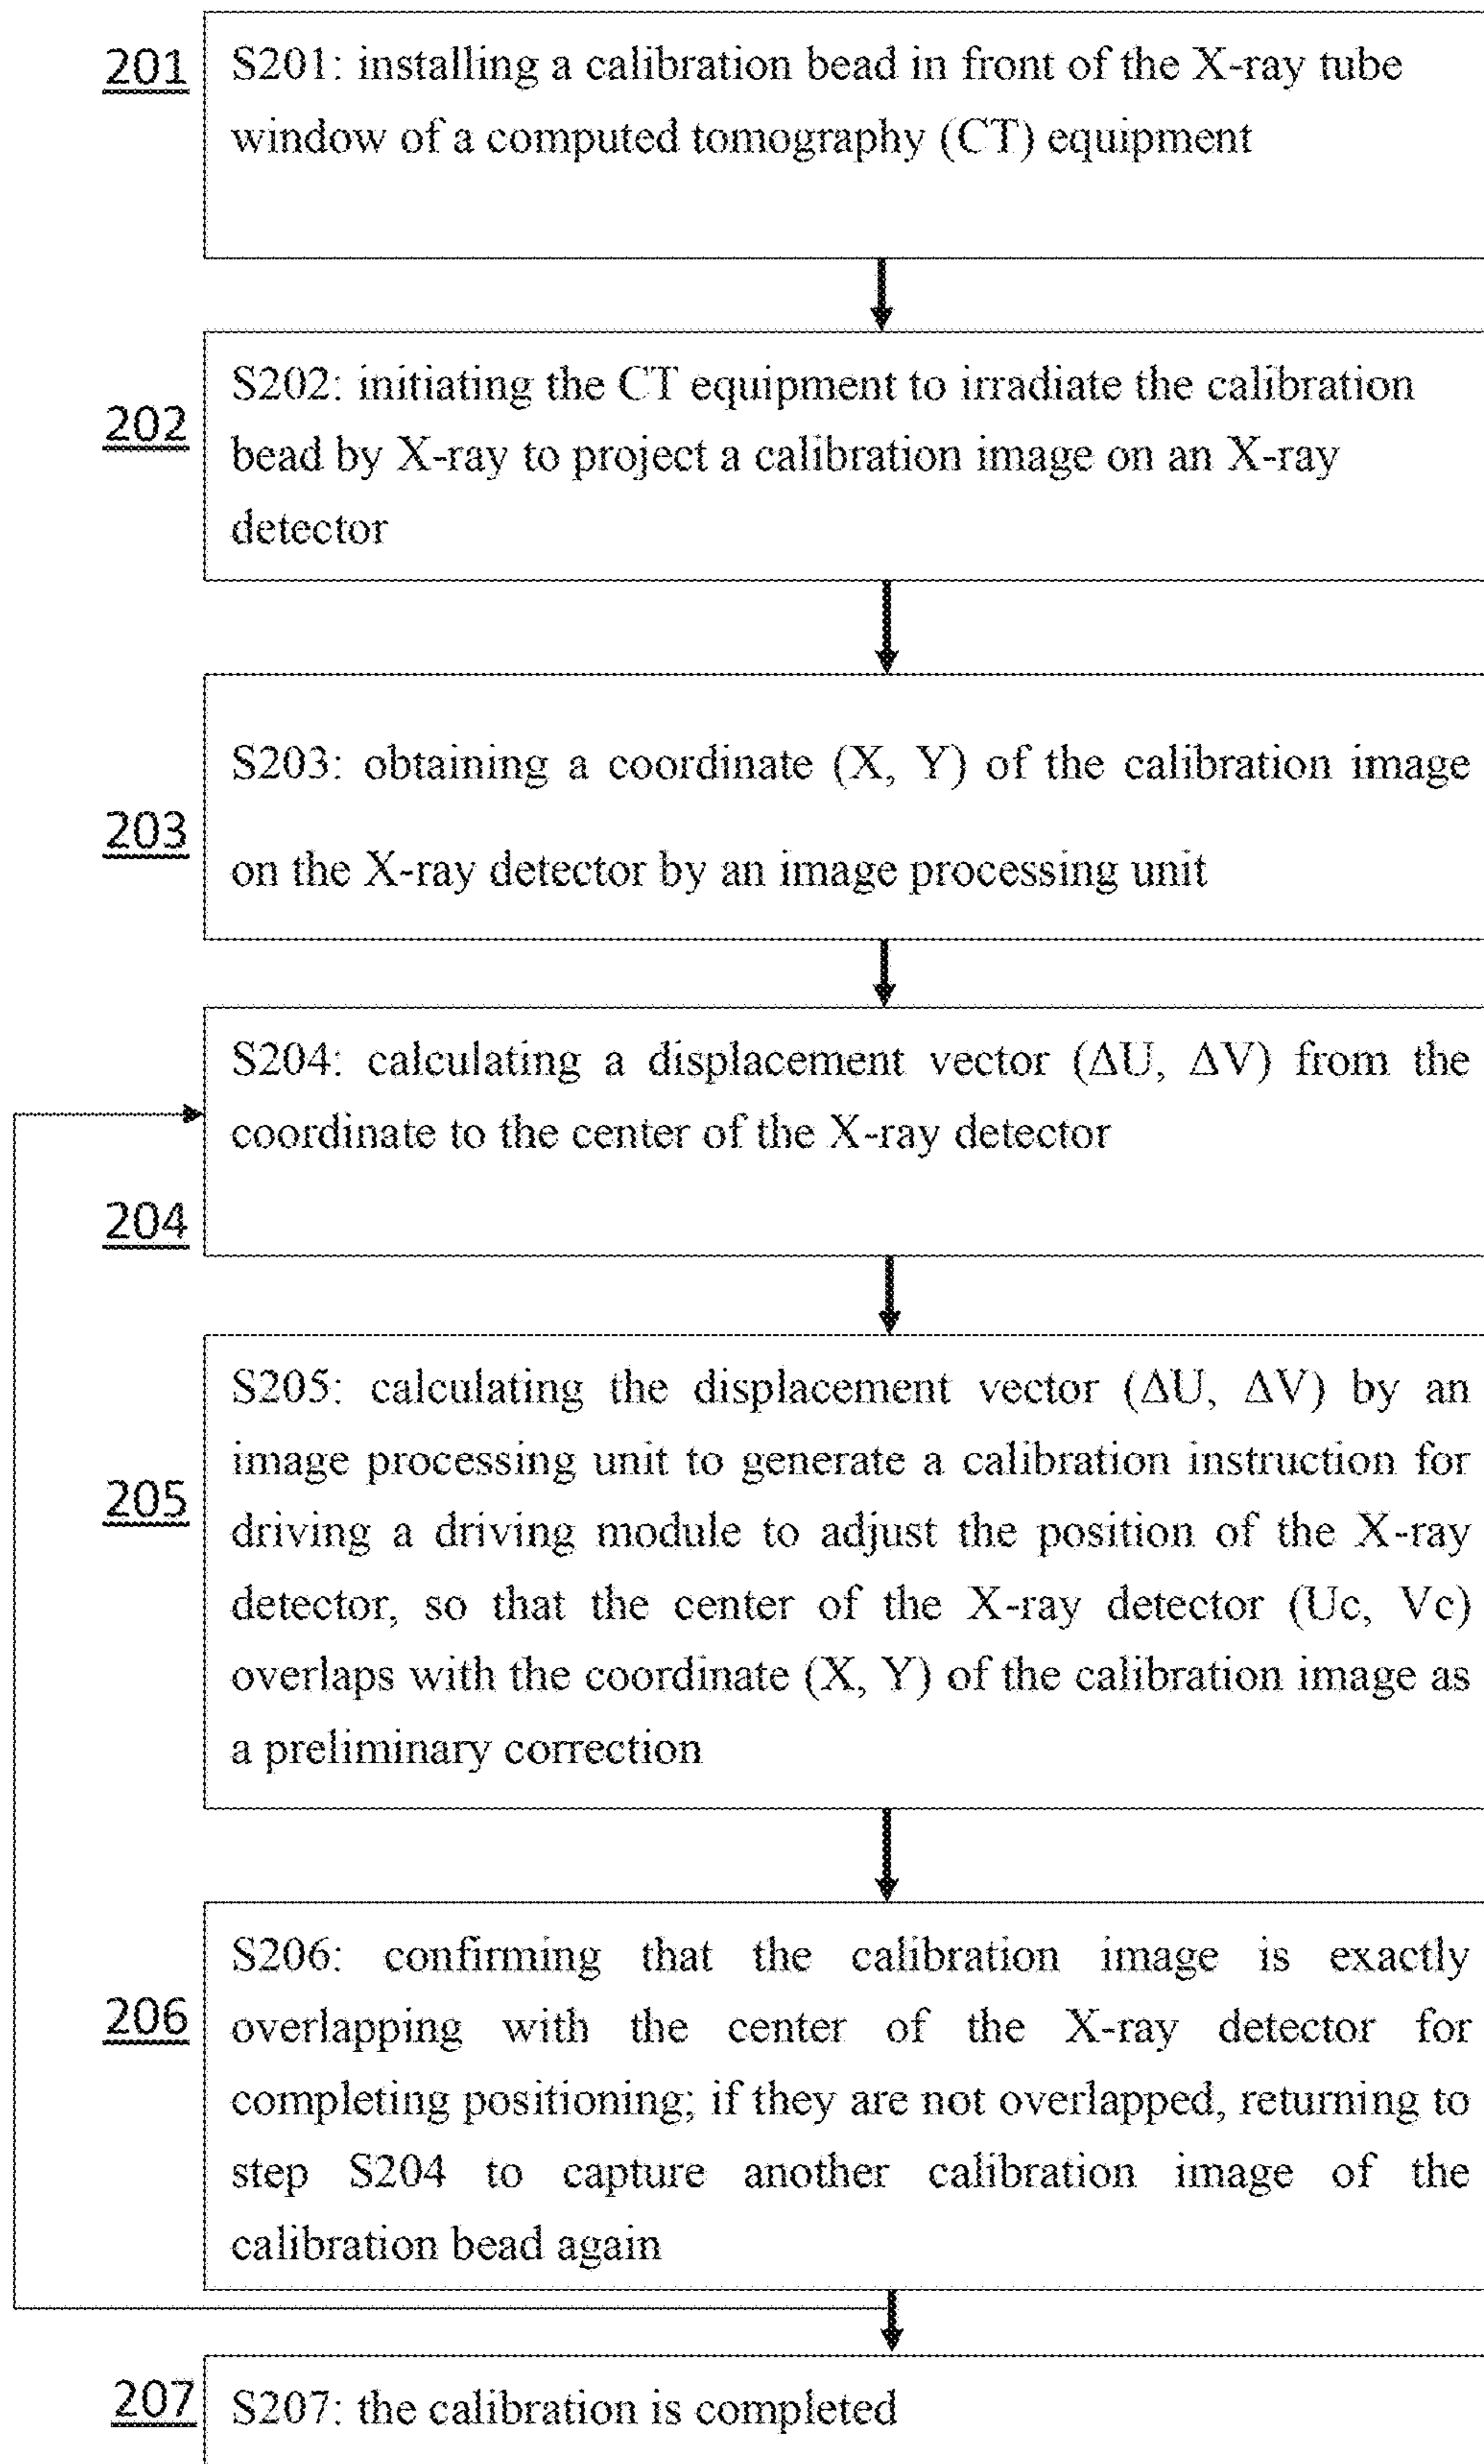 201
S201: installing a calibration bead in front of the X-ray tube
window of a computed tomography (CT) equipment
202
S202: initiating the CT equipment to irradiate the calibration
bead by X-ray to project a calibration image on an X-ray
detector
203
S203: obtaining a coordinate (X, Y) of the calibration image
on the X-ray detector by an image processing unit
204
S204: calculating a displacement vector (ΔU, ΔV) from the
coordinate to the center of the X-ray detector
205
S205: calculating the displacement vector (ΔU, ΔV) by an
image processing unit to generate a calibration instruction for
driving a driving module to adjust the position of the X-ray
detector, so that the center of the X-ray detector (Uc, Vc)
overlaps with the coordinate (X, Y) of the calibration image as
a preliminary correction
206
S206: confirming that the calibration image is exactly
overlapping with the center of the X-ray detector for
completing positioning; if they are not overlapped, returning to
step S204 to capture another calibration image of the
calibration bead again
207
S207: the calibration is completed